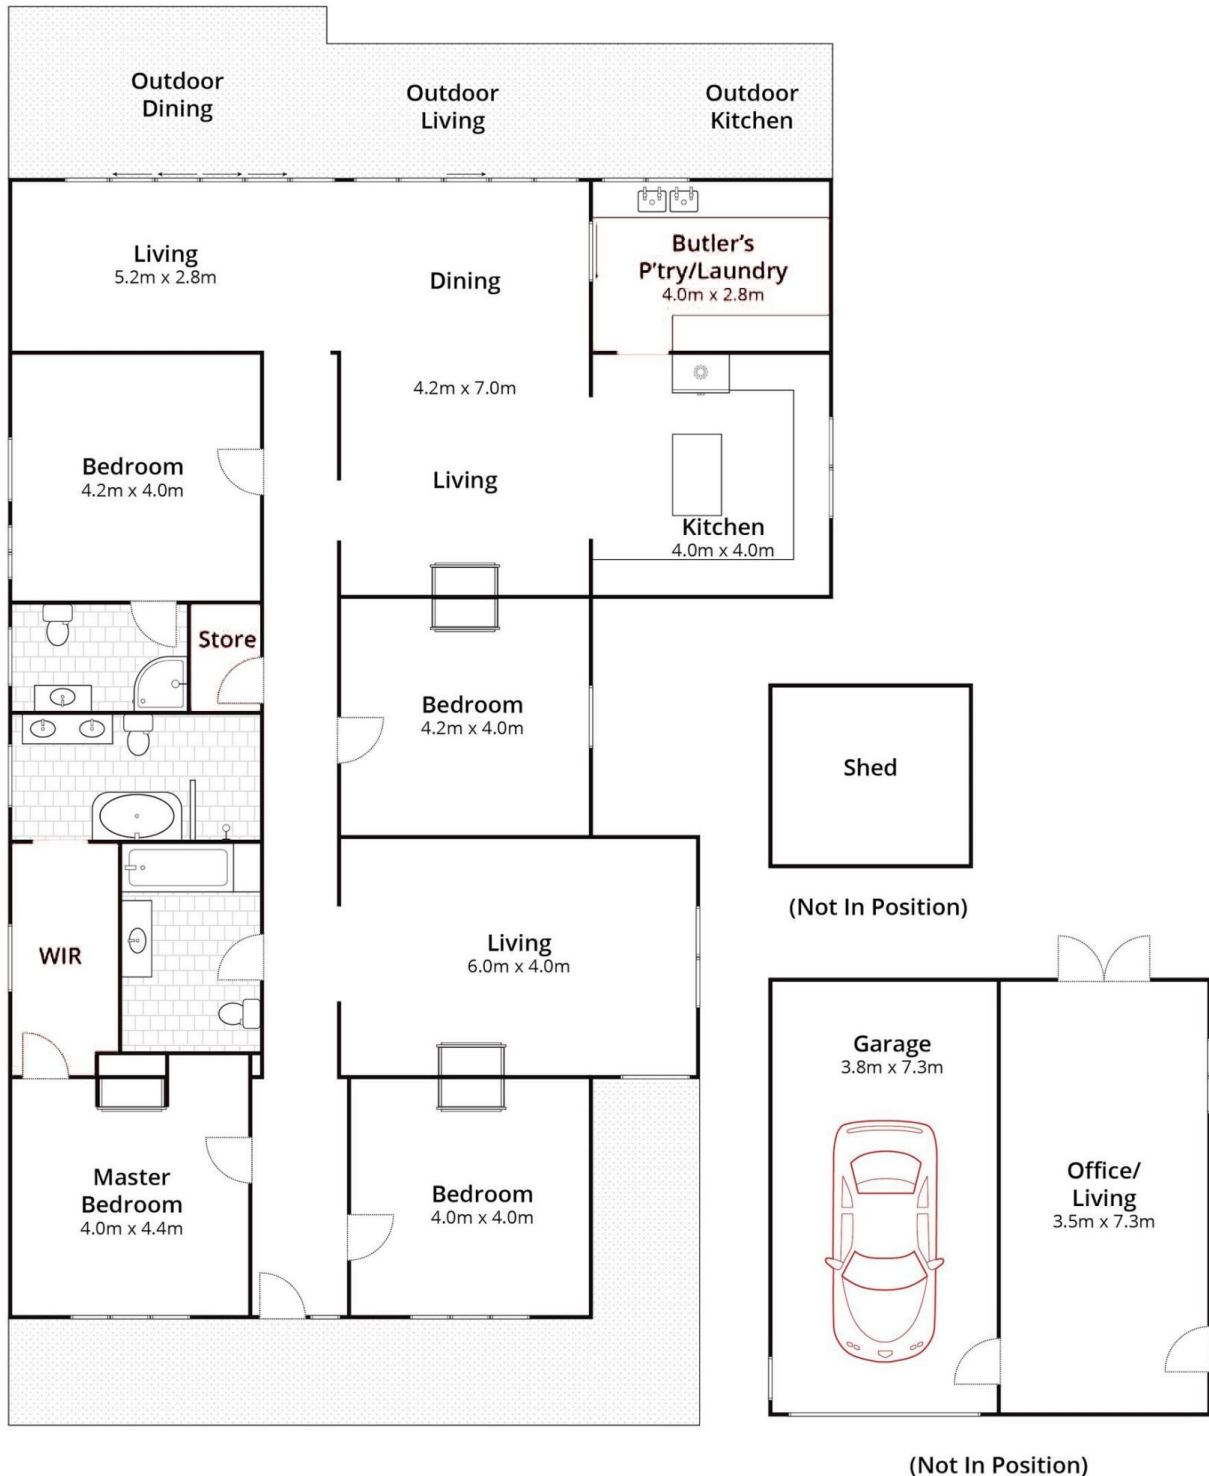 Outdoor
Dining
Outdoor
Living
Outdoor
Kitchen
Living
5.2m x 2.8m
Dining
Butler's
P'try/Laundry
4.0m x 2.8m
4.2m x 7.0m
Bedroom
4.2m x 4.0m
Living
Kitchen
4.0m x 4.0m
Store
Bedroom
4.2m x 4.0m
Shed
(Not In Position)
WIR
Living
6.0m x 4.0m
Garage
3.8m x 7.3m
Master
Bedroom
4.0m x 4.4m
Bedroom
4.0m x 4.0m
Office/
Living
3.5m x 7.3m
(Not In Position)